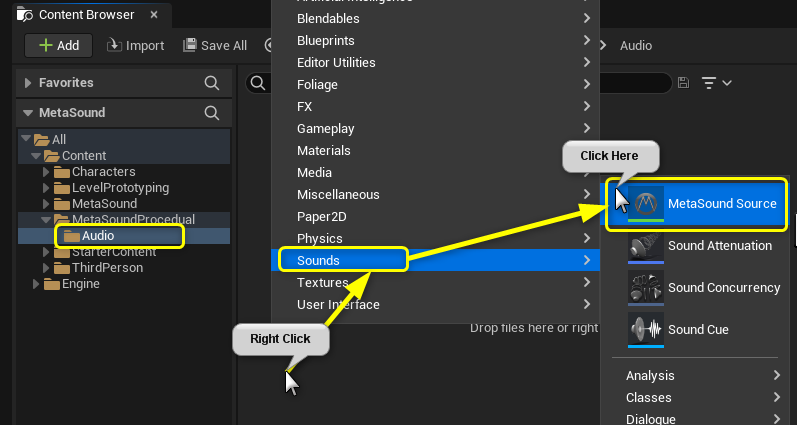 Content Browser
Add
Import
Save All
Audio
Favorites
MetaSound
All
Content
Characters
LevelPrototyping
MetaSound
MetaSoundProcedual
Audio
StarterContent
ThirdPerson
Engine
Artificial Intelligence
Blendables
Blueprints
Editor Utilities
Foliage
FX
Gameplay
Materials
Media
Miscellaneous
Paper2D
Physics
Sounds
Textures
User Interface
Drop files here or right
Right Click
Click Here
MetaSound Source
Sound Attenuation
Sound Concurrency
Sound Cue
Analysis
Classes
Dialogue